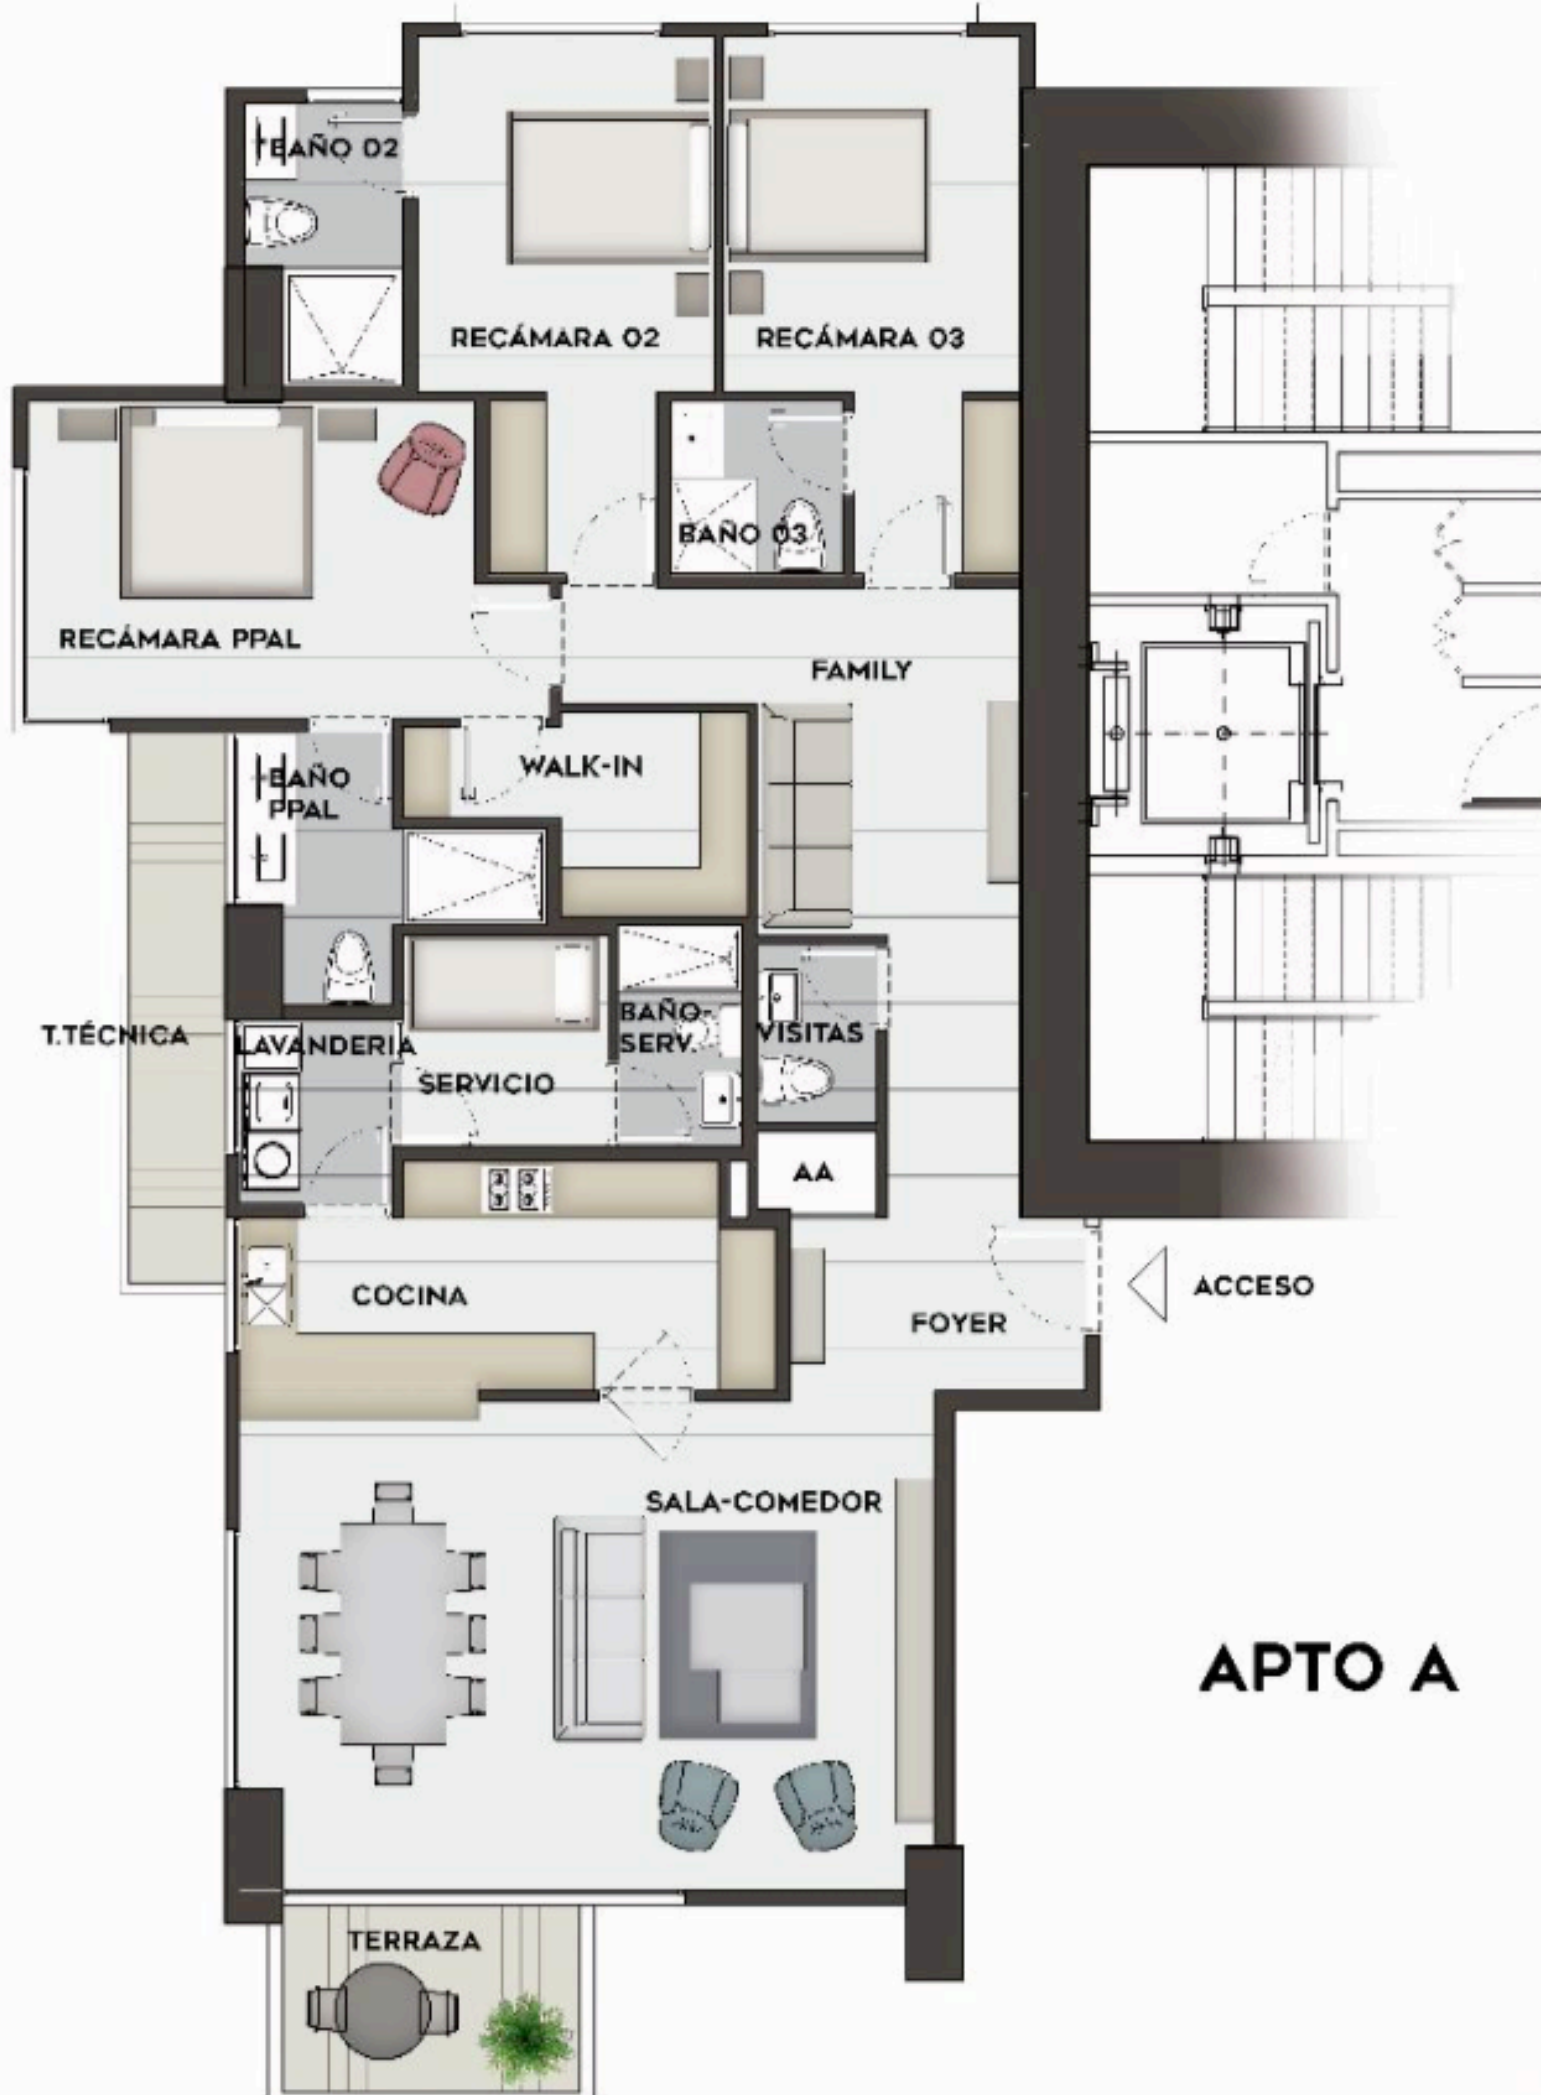 BAÑO 02
RECÁMARA 02
RECÁMARA 03
BAÑO 03
RECÁMARA PPAL
FAMILY
BAÑO
PPAL
WALK-IN
T.TÉCNICA
LAVANDERIA
SERVICIO
BAÑO-
SERV.
VISITAS
AA
COCINA
FOYER
ACCESO
SALA-COMEDOR
APTO A
TERRAZA